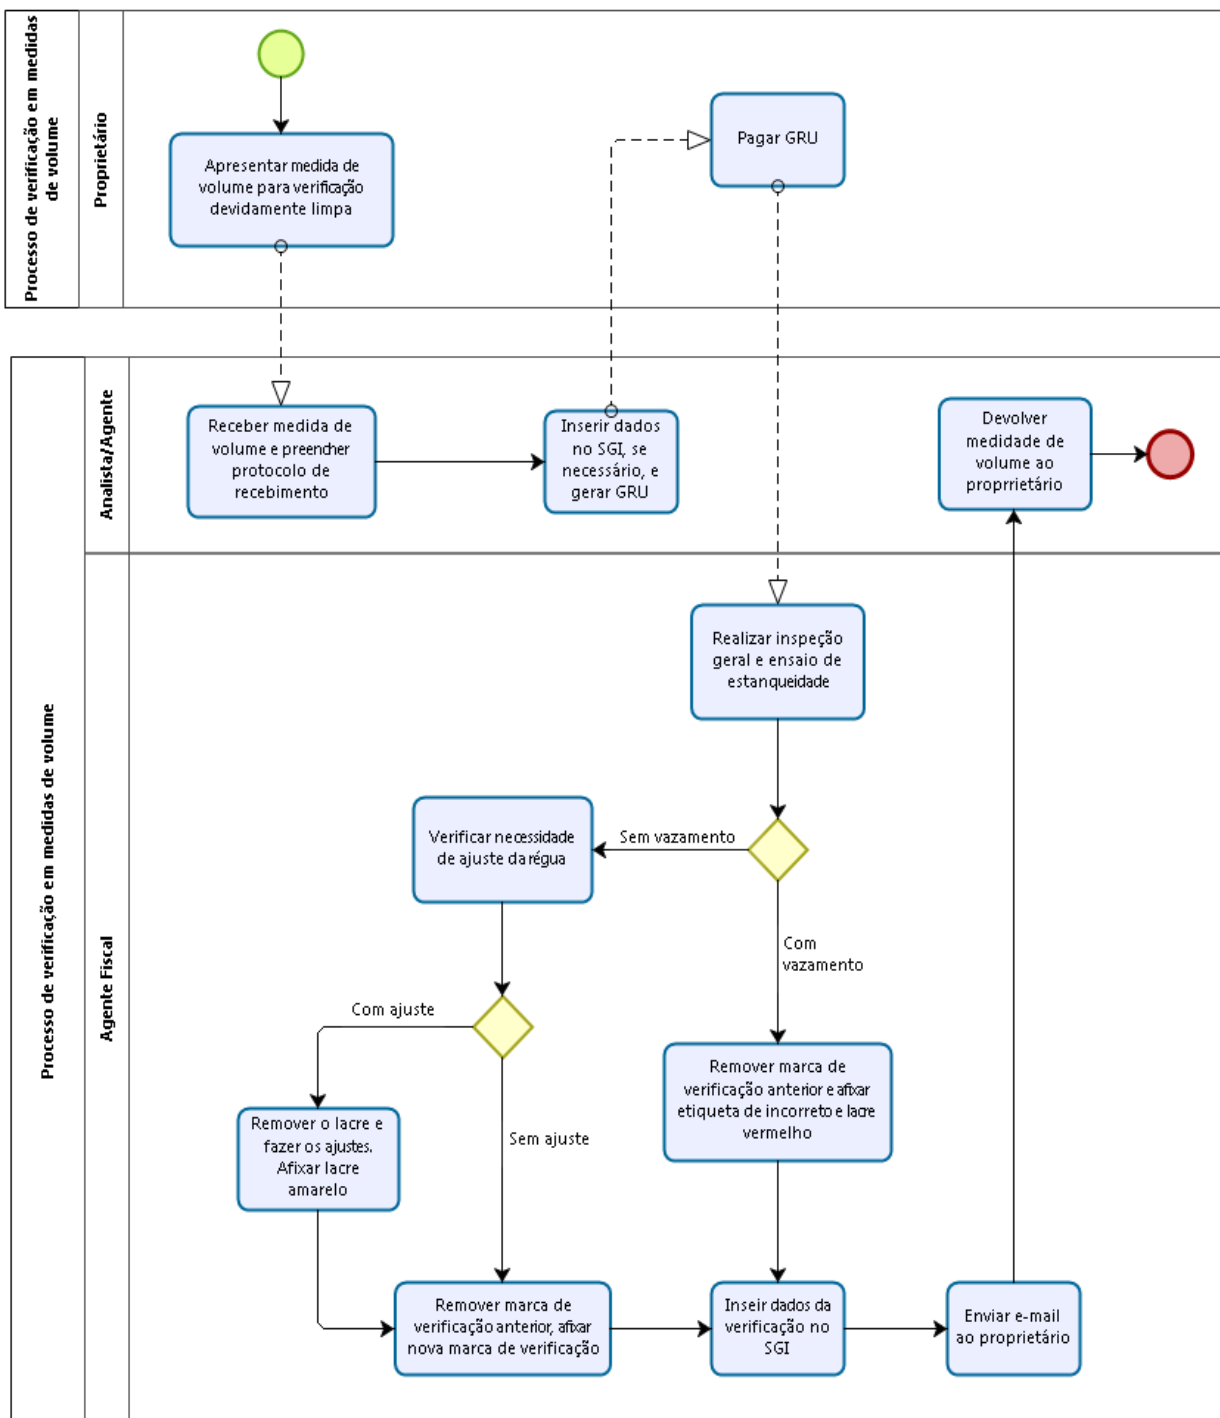 Processo de verificação em medidas
de volume
Proprietário
Apresentar medida de
volume para verificação
devidamente limpa
Pagar GRU
Processo de verificação em medidas de volume
Analista/Agente
Receber medida de
volume e preencher
protocolo de
recebimento
Inserir dados
no SGI, se
necessário, e
gerar GRU
Devolver
medidade de
volume ao
proprrietário
Agente Fiscal
Realizar inspeção
geral e ensaio de
estanqueidade
Verificar necessidade
de ajuste da régua
Sem vazamento
Com
vazamento
Com ajuste
Sem ajuste
Remover o lacre e
fazer os ajustes.
Afixar lacre
amarelo
Remover marca de
verificação anterior e afixar
etiqueta de incorreto e lacre
vermelho
Remover marca de
verificação anterior, afixar
nova marca de verificação
Inseir dados da
verificação no
SGI
Enviar e-mail
ao proprietário